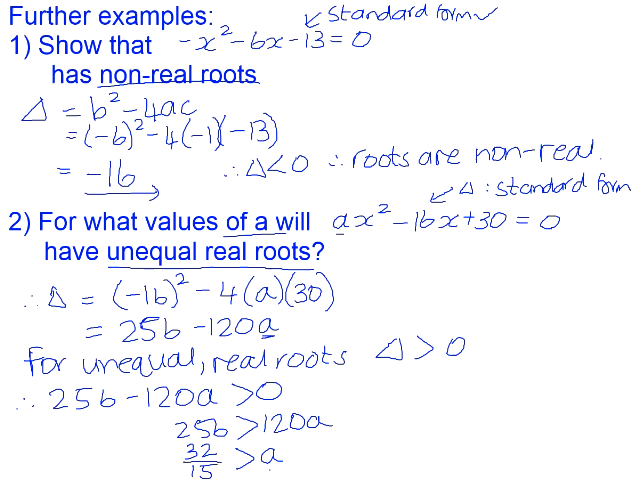 Further examples: ↙ Standard form
1) Show that -x² - 6x - 13 = 0
has non-real roots
Δ = b² - 4ac
= (-6)² - 4(-1)(-13)
= -16 ∴ Δ < 0 ∴ roots are non-real.
↙ Δ : standard form
2) For what values of a will ax² - 16x + 30 = 0
have unequal real roots?
∴ Δ = (-16)² - 4(a)(30)
= 256 - 120a
For unequal, real roots Δ > 0
∴ 256 - 120a > 0
256 > 120a
32/15 > a